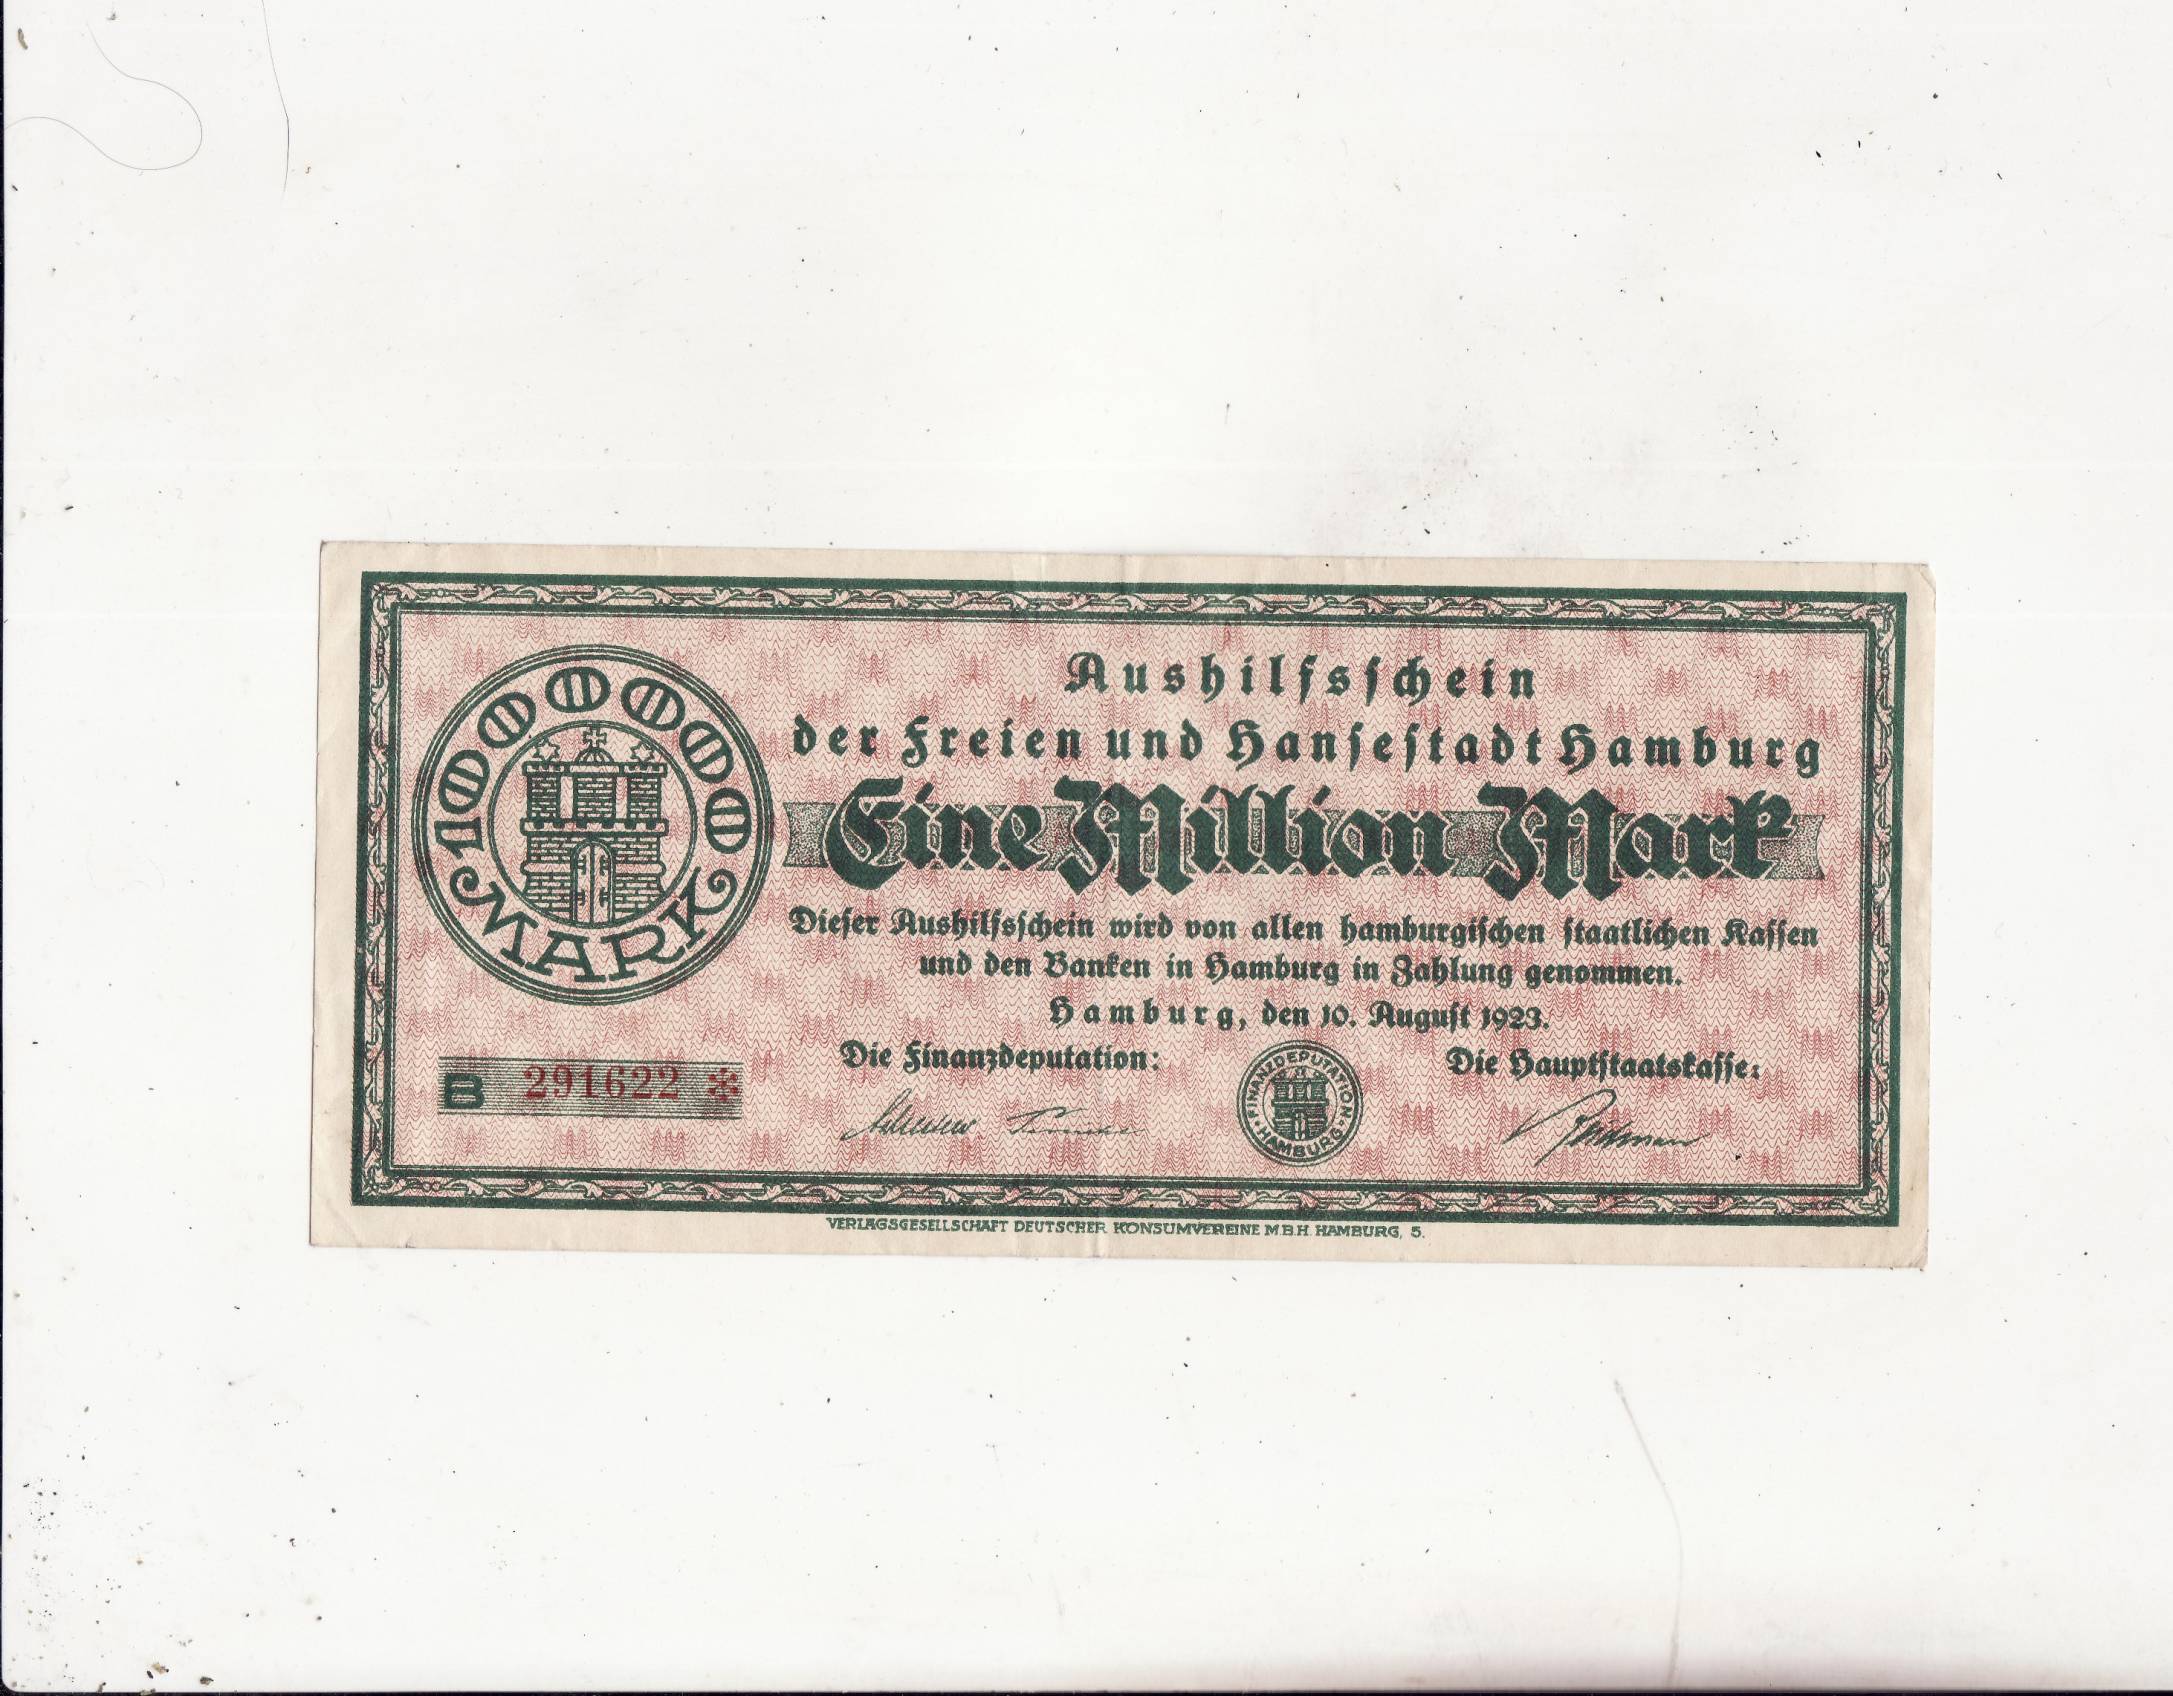 1000000
MARK
Aushilfsschein
der Freien und Hansestadt Hamburg
Eine Million Mark
Dieser Aushilfsschein wird von allen hamburgischen staatlichen Kassen
und den Banken in Hamburg in Zahlung genommen.
Hamburg, den 10. August 1923.
Die Finanzdeputation:
Die Hauptstaatskasse:
B 291622 *
FINANZDEPUTATION
HAMBURG
VERLAGSGESELLSCHAFT DEUTSCHER KONSUMVEREINE M.B.H. HAMBURG, 5.